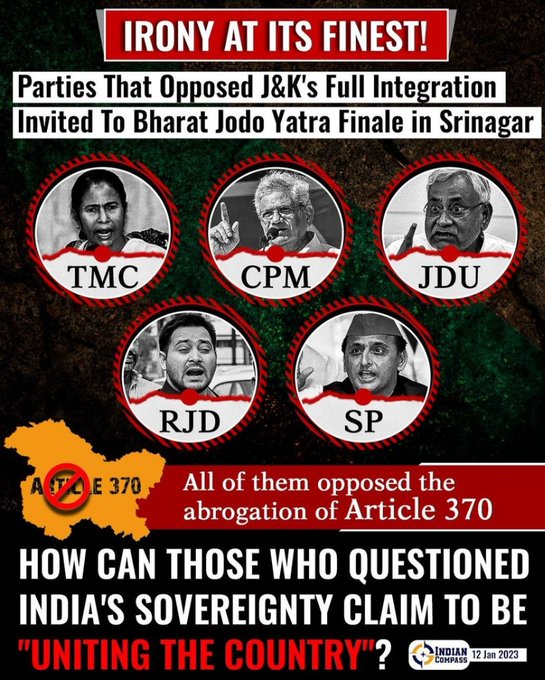 IRONY AT ITS FINEST!
Parties That Opposed J&K's Full Integration
Invited To Bharat Jodo Yatra Finale in Srinagar
TMC
CPM
JDU
RJD
SP
ARTICLE 370
All of them opposed the
abrogation of Article 370
HOW CAN THOSE WHO QUESTIONED
INDIA'S SOVEREIGNTY CLAIM TO BE
"UNITING THE COUNTRY"?
INDIAN
COMPASS
12 Jan 2023